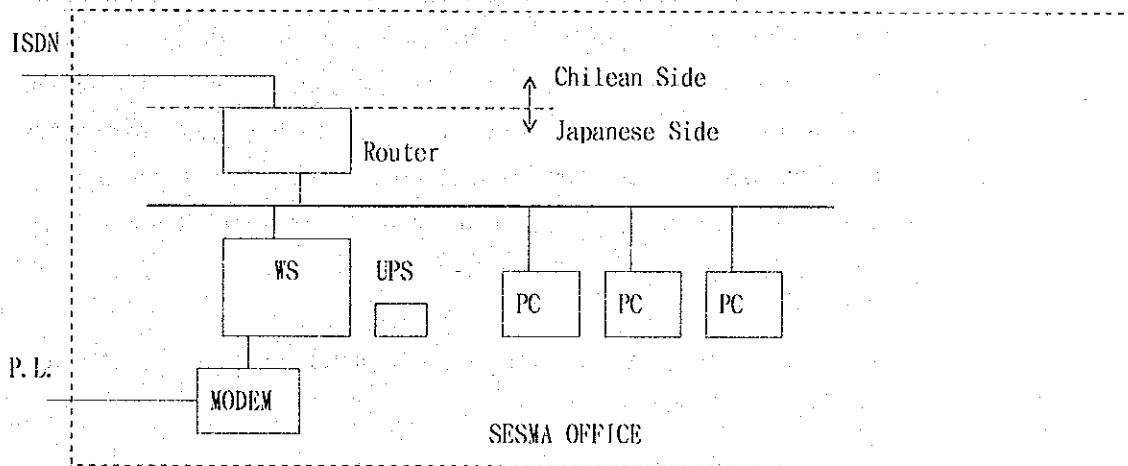 ISDN
Chilean Side
Japanese Side
Router
WS
UPS
PC
PC
PC
P.L.
MODEM
SESMA OFFICE